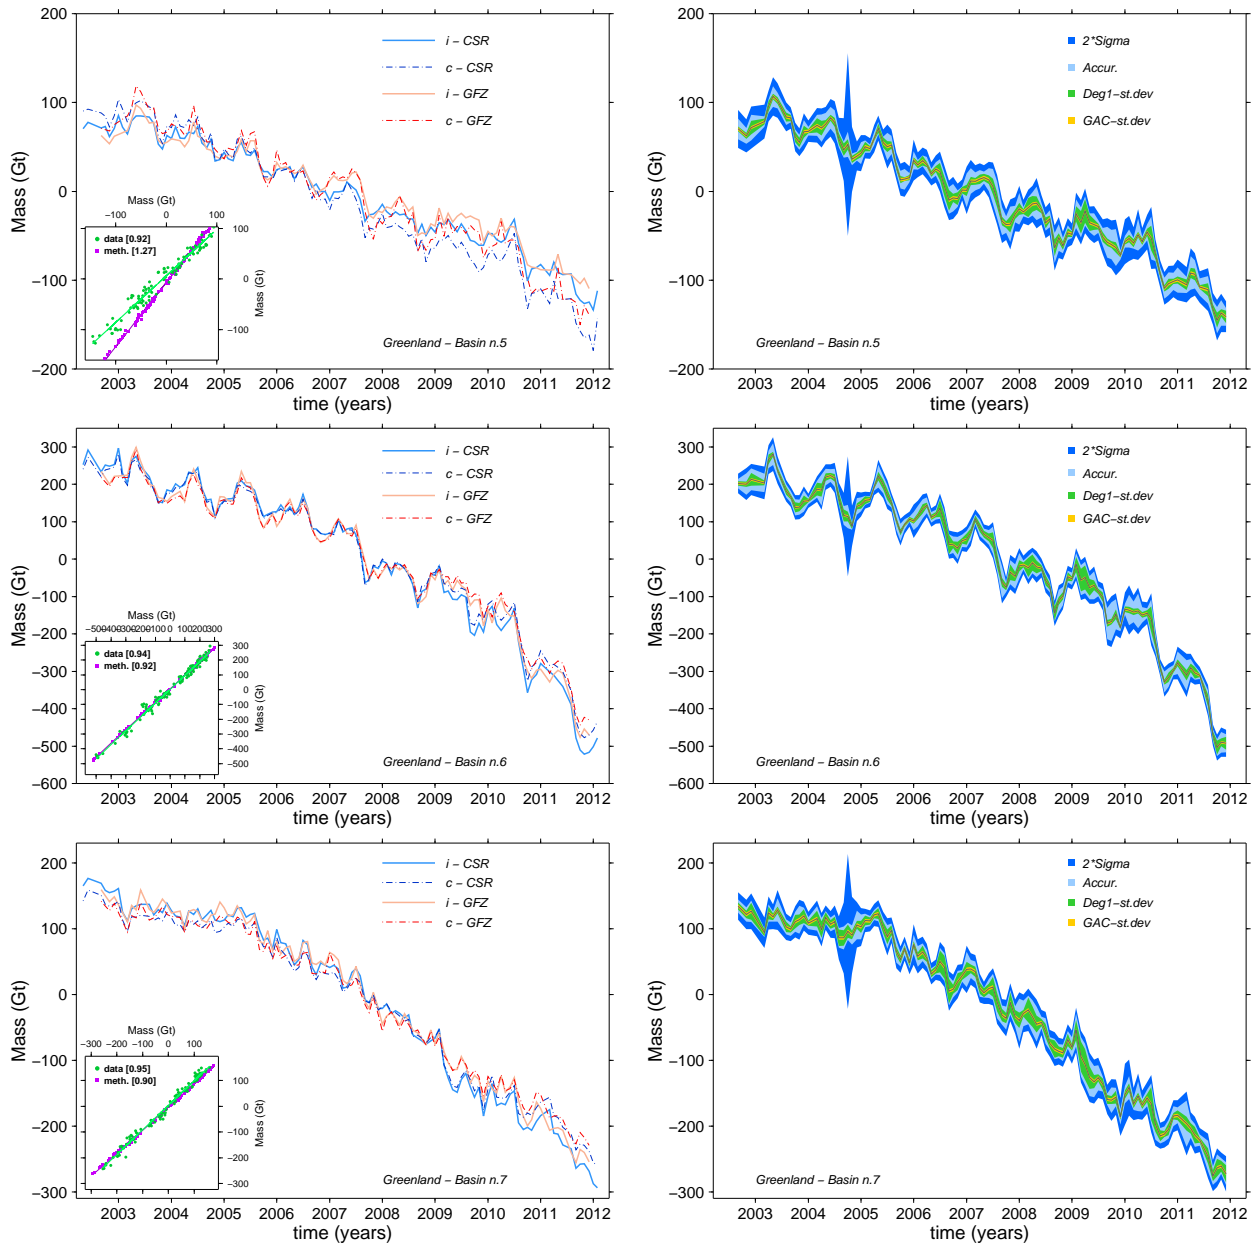 200
100
0
−100
−200
Mass (Gt)
i − CSR
c − CSR
i − GFZ
c − GFZ
Mass (Gt)
−100 0 100
data [0.92]
meth. [1.27]
100
0
−100
Mass (Gt)
Greenland − Basin n.5
2003 2004 2005 2006 2007 2008 2009 2010 2011 2012
time (years)
200
100
0
−100
−200
Mass (Gt)
2*Sigma
Accur.
Deg1−st.dev
GAC−st.dev
Greenland − Basin n.5
2003 2004 2005 2006 2007 2008 2009 2010 2011 2012
time (years)
300
200
100
0
−100
−200
−300
−400
−500
−600
Mass (Gt)
i − CSR
c − CSR
i − GFZ
c − GFZ
Mass (Gt)
−500−400−300−200−100 0 100200300
data [0.94]
meth. [0.92]
300
200
100
0
−100
−200
−300
−400
−500
Mass (Gt)
Greenland − Basin n.6
2003 2004 2005 2006 2007 2008 2009 2010 2011 2012
time (years)
300
200
100
0
−100
−200
−300
−400
−500
−600
Mass (Gt)
2*Sigma
Accur.
Deg1−st.dev
GAC−st.dev
Greenland − Basin n.6
2003 2004 2005 2006 2007 2008 2009 2010 2011 2012
time (years)
200
100
0
−100
−200
−300
Mass (Gt)
i − CSR
c − CSR
i − GFZ
c − GFZ
Mass (Gt)
−300 −200 −100 0 100
data [0.95]
meth. [0.90]
100
0
−100
−200
−300
Mass (Gt)
Greenland − Basin n.7
2003 2004 2005 2006 2007 2008 2009 2010 2011 2012
time (years)
200
100
0
−100
−200
−300
Mass (Gt)
2*Sigma
Accur.
Deg1−st.dev
GAC−st.dev
Greenland − Basin n.7
2003 2004 2005 2006 2007 2008 2009 2010 2011 2012
time (years)